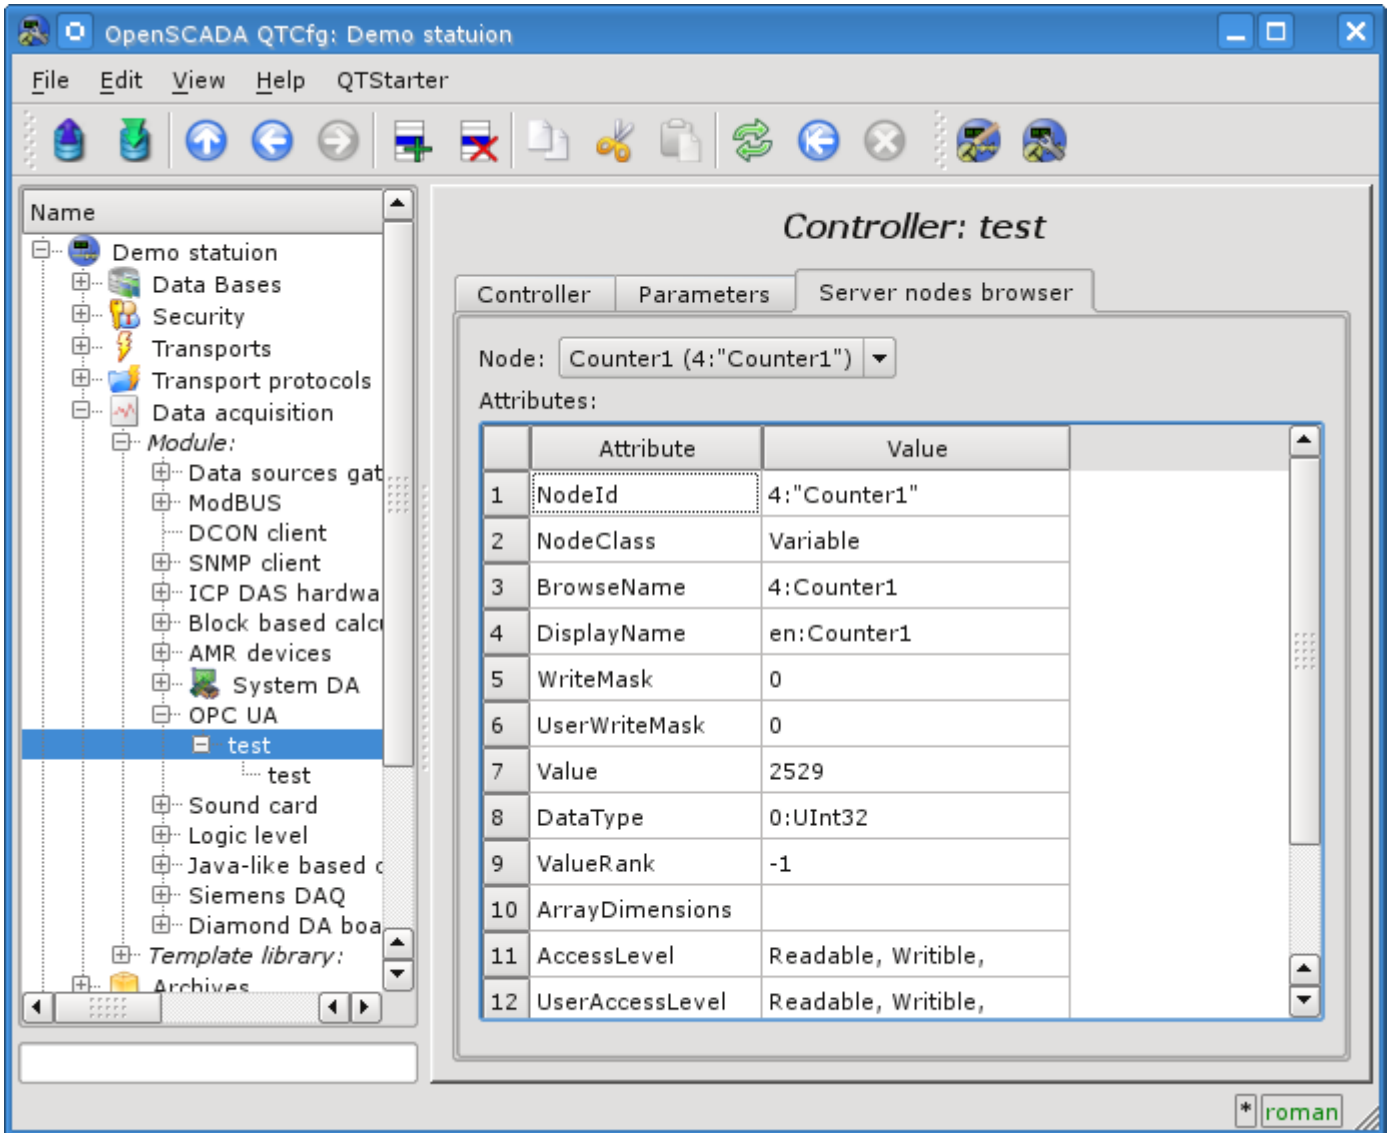 OpenSCADA QTCfg: Demo statuion
File Edit View Help QTStarter
Name
Demo statuion
Data Bases
Security
Transports
Transport protocols
Data acquisition
Module:
Data sources gat
ModBUS
DCON client
SNMP client
ICP DAS hardwa
Block based calcu
AMR devices
System DA
OPC UA
test
test
Sound card
Logic level
Java-like based c
Siemens DAQ
Diamond DA boa
Template library:
Archives
Controller: test
Controller Parameters Server nodes browser
Node: Counter1 (4:"Counter1")
Attributes:
Attribute Value
1 NodeId 4:"Counter1"
2 NodeClass Variable
3 BrowseName 4:Counter1
4 DisplayName en:Counter1
5 WriteMask 0
6 UserWriteMask 0
7 Value 2529
8 DataType 0:UInt32
9 ValueRank -1
10 ArrayDimensions
11 AccessLevel Readable, Writible,
12 UserAccessLevel Readable, Writible,
* roman